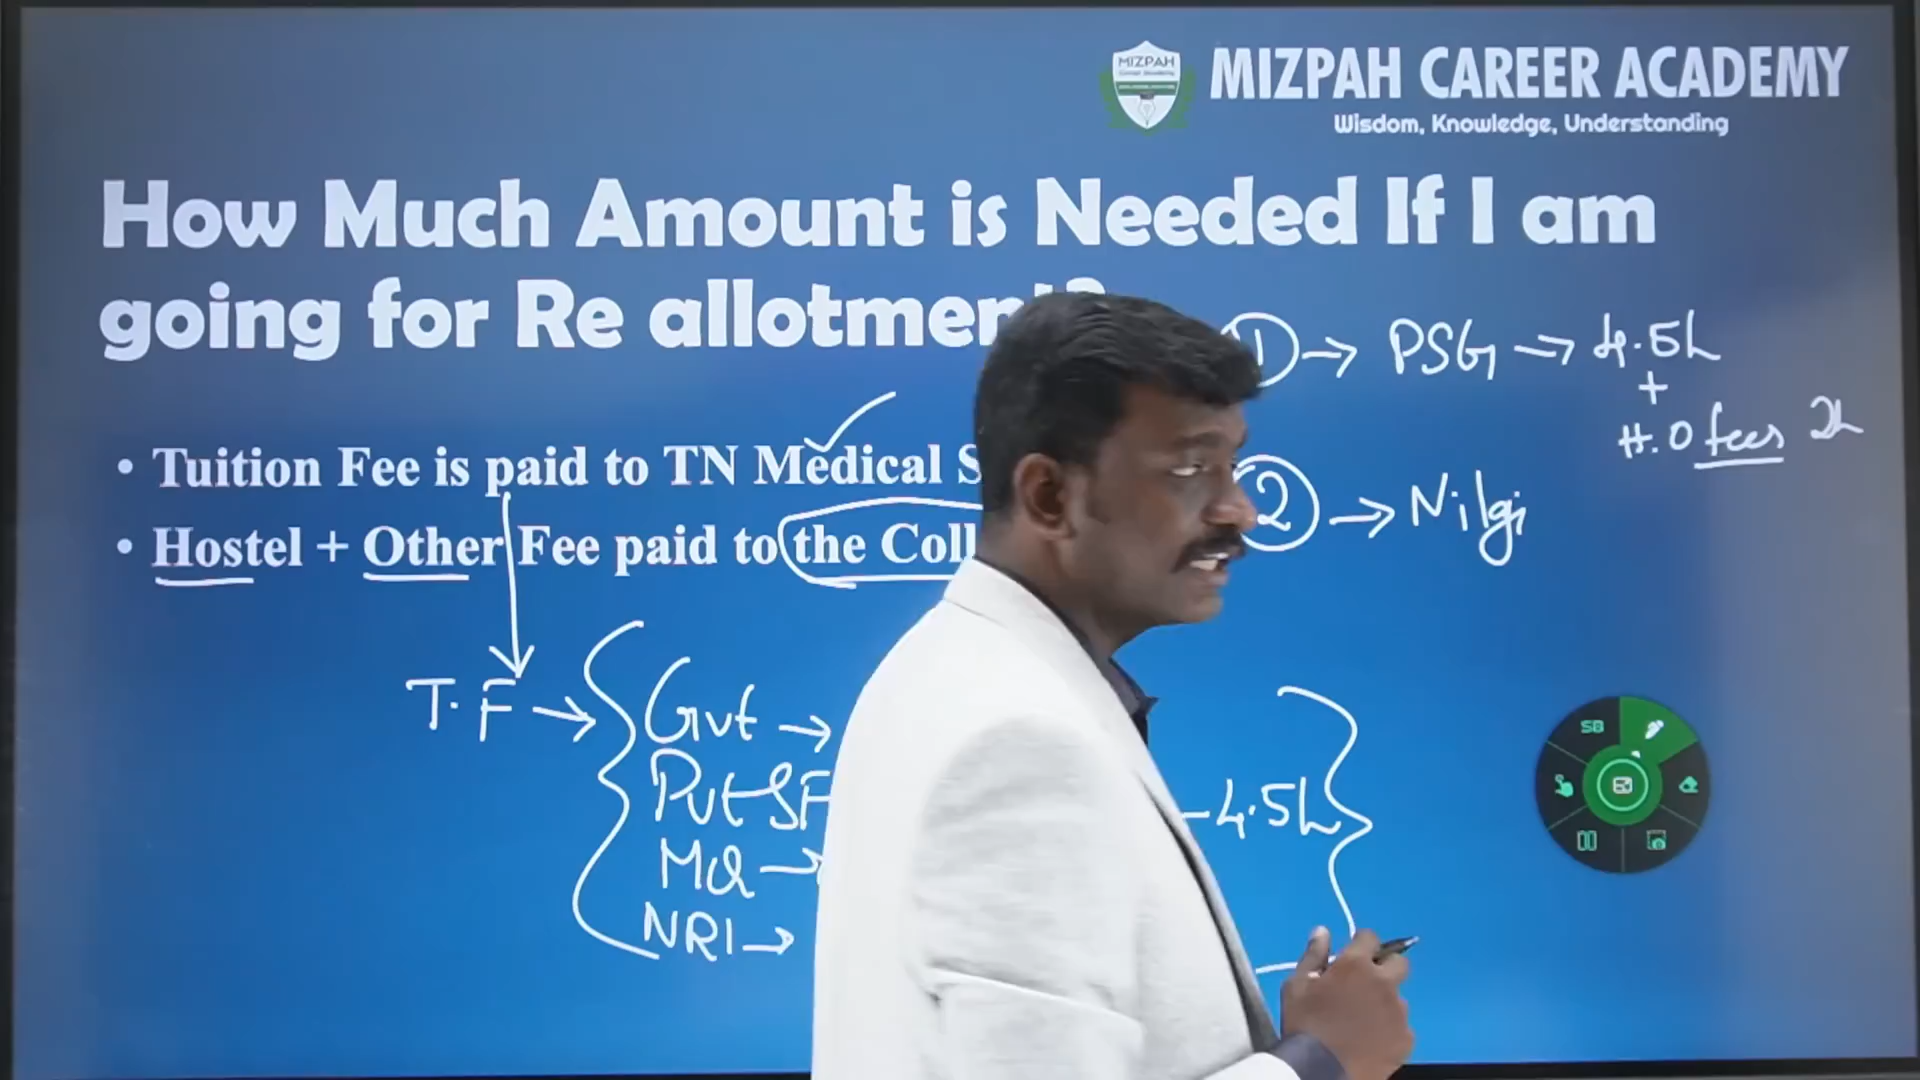 MIZPAH
MIZPAH CAREER ACADEMY
Wisdom, Knowledge, Understanding
How Much Amount is Needed If I am
going for Re allotment?
• Tuition Fee is paid to TN Medical S
• Hostel + Other Fee paid to the Coll
1 → PSG → 4.5L
+
H.O fees 2L
2 → Nilgi
T.F → Gvt →
Pvt SF - 4.5L
MQ →
NRI →
SB